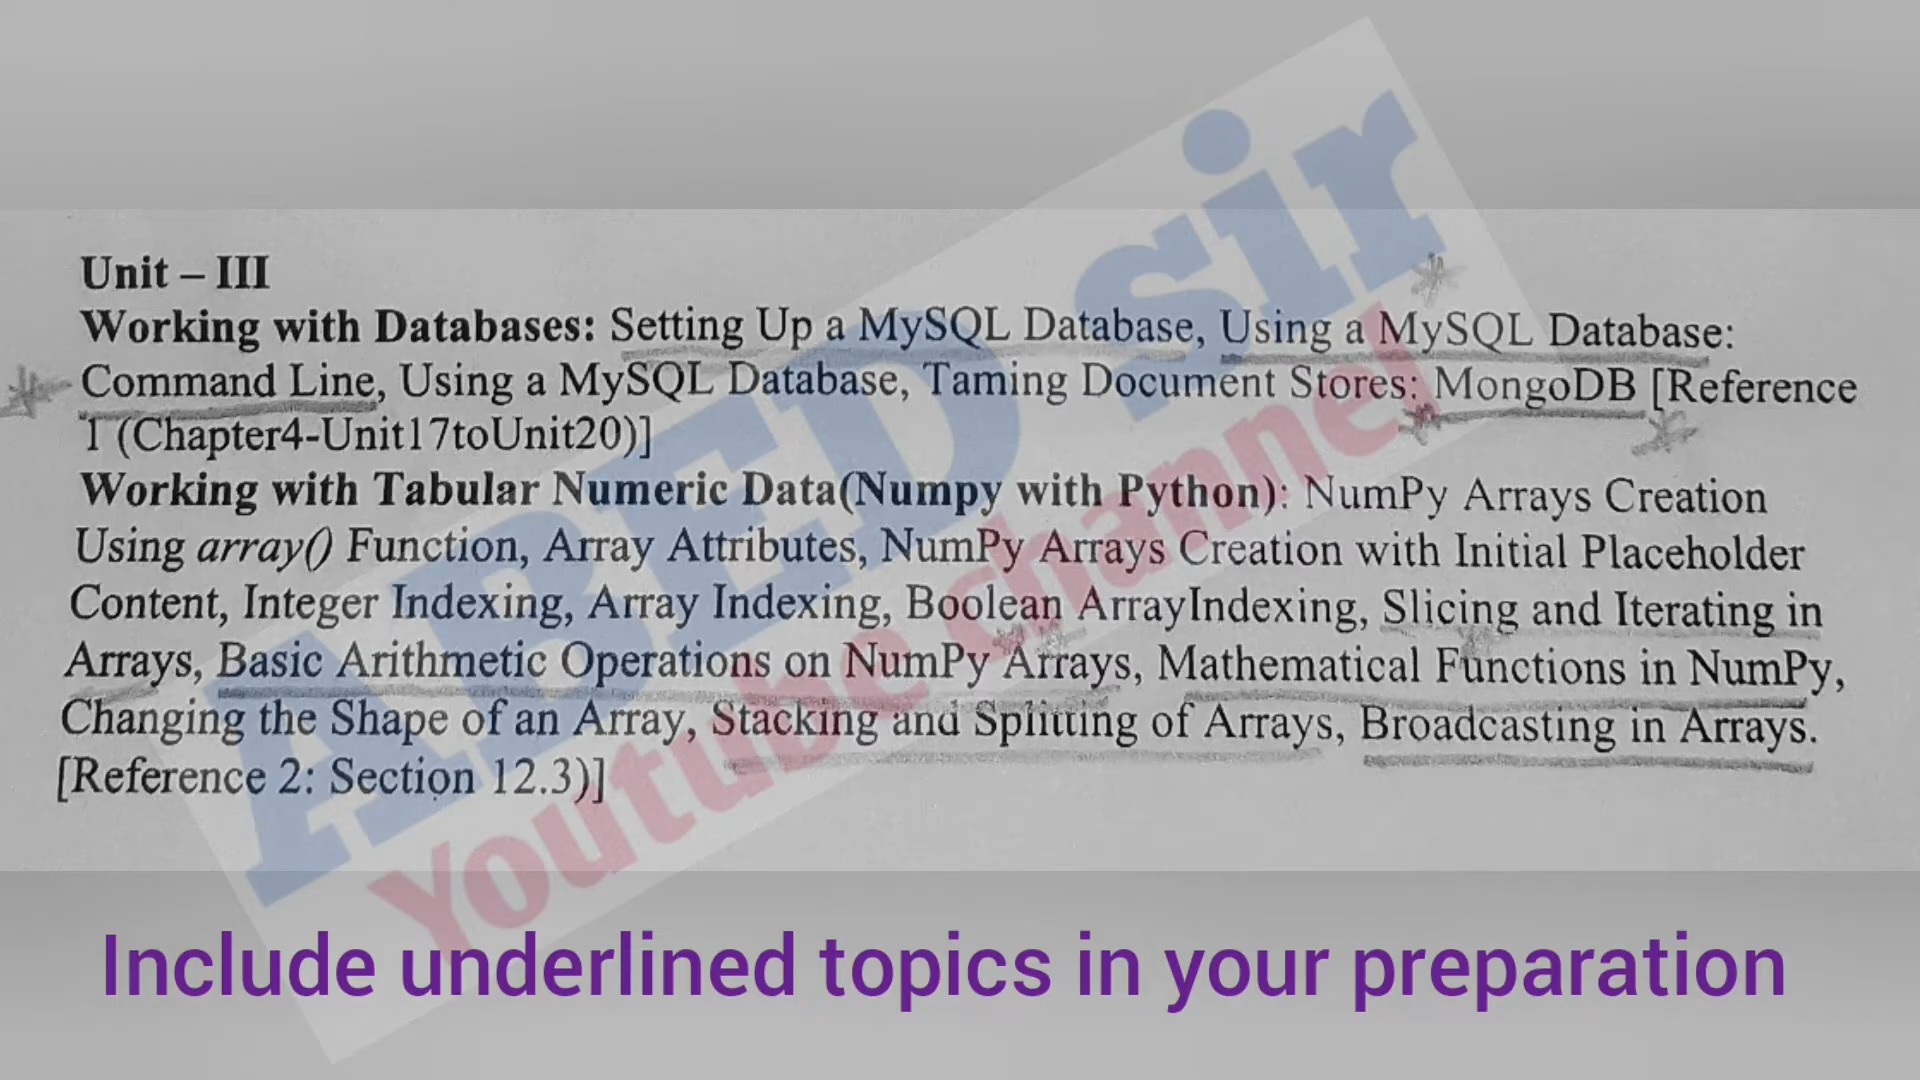 Unit – III
Working with Databases: Setting Up a MySQL Database, Using a MySQL Database:
Command Line, Using a MySQL Database, Taming Document Stores: MongoDB [Reference
1 (Chapter4-Unit17toUnit20)]
Working with Tabular Numeric Data(Numpy with Python): NumPy Arrays Creation
Using array() Function, Array Attributes, NumPy Arrays Creation with Initial Placeholder
Content, Integer Indexing, Array Indexing, Boolean ArrayIndexing, Slicing and Iterating in
Arrays, Basic Arithmetic Operations on NumPy Arrays, Mathematical Functions in NumPy,
Changing the Shape of an Array, Stacking and Splitting of Arrays, Broadcasting in Arrays.
[Reference 2: Section 12.3)]
ABED sir
Youtube channel
Include underlined topics in your preparation